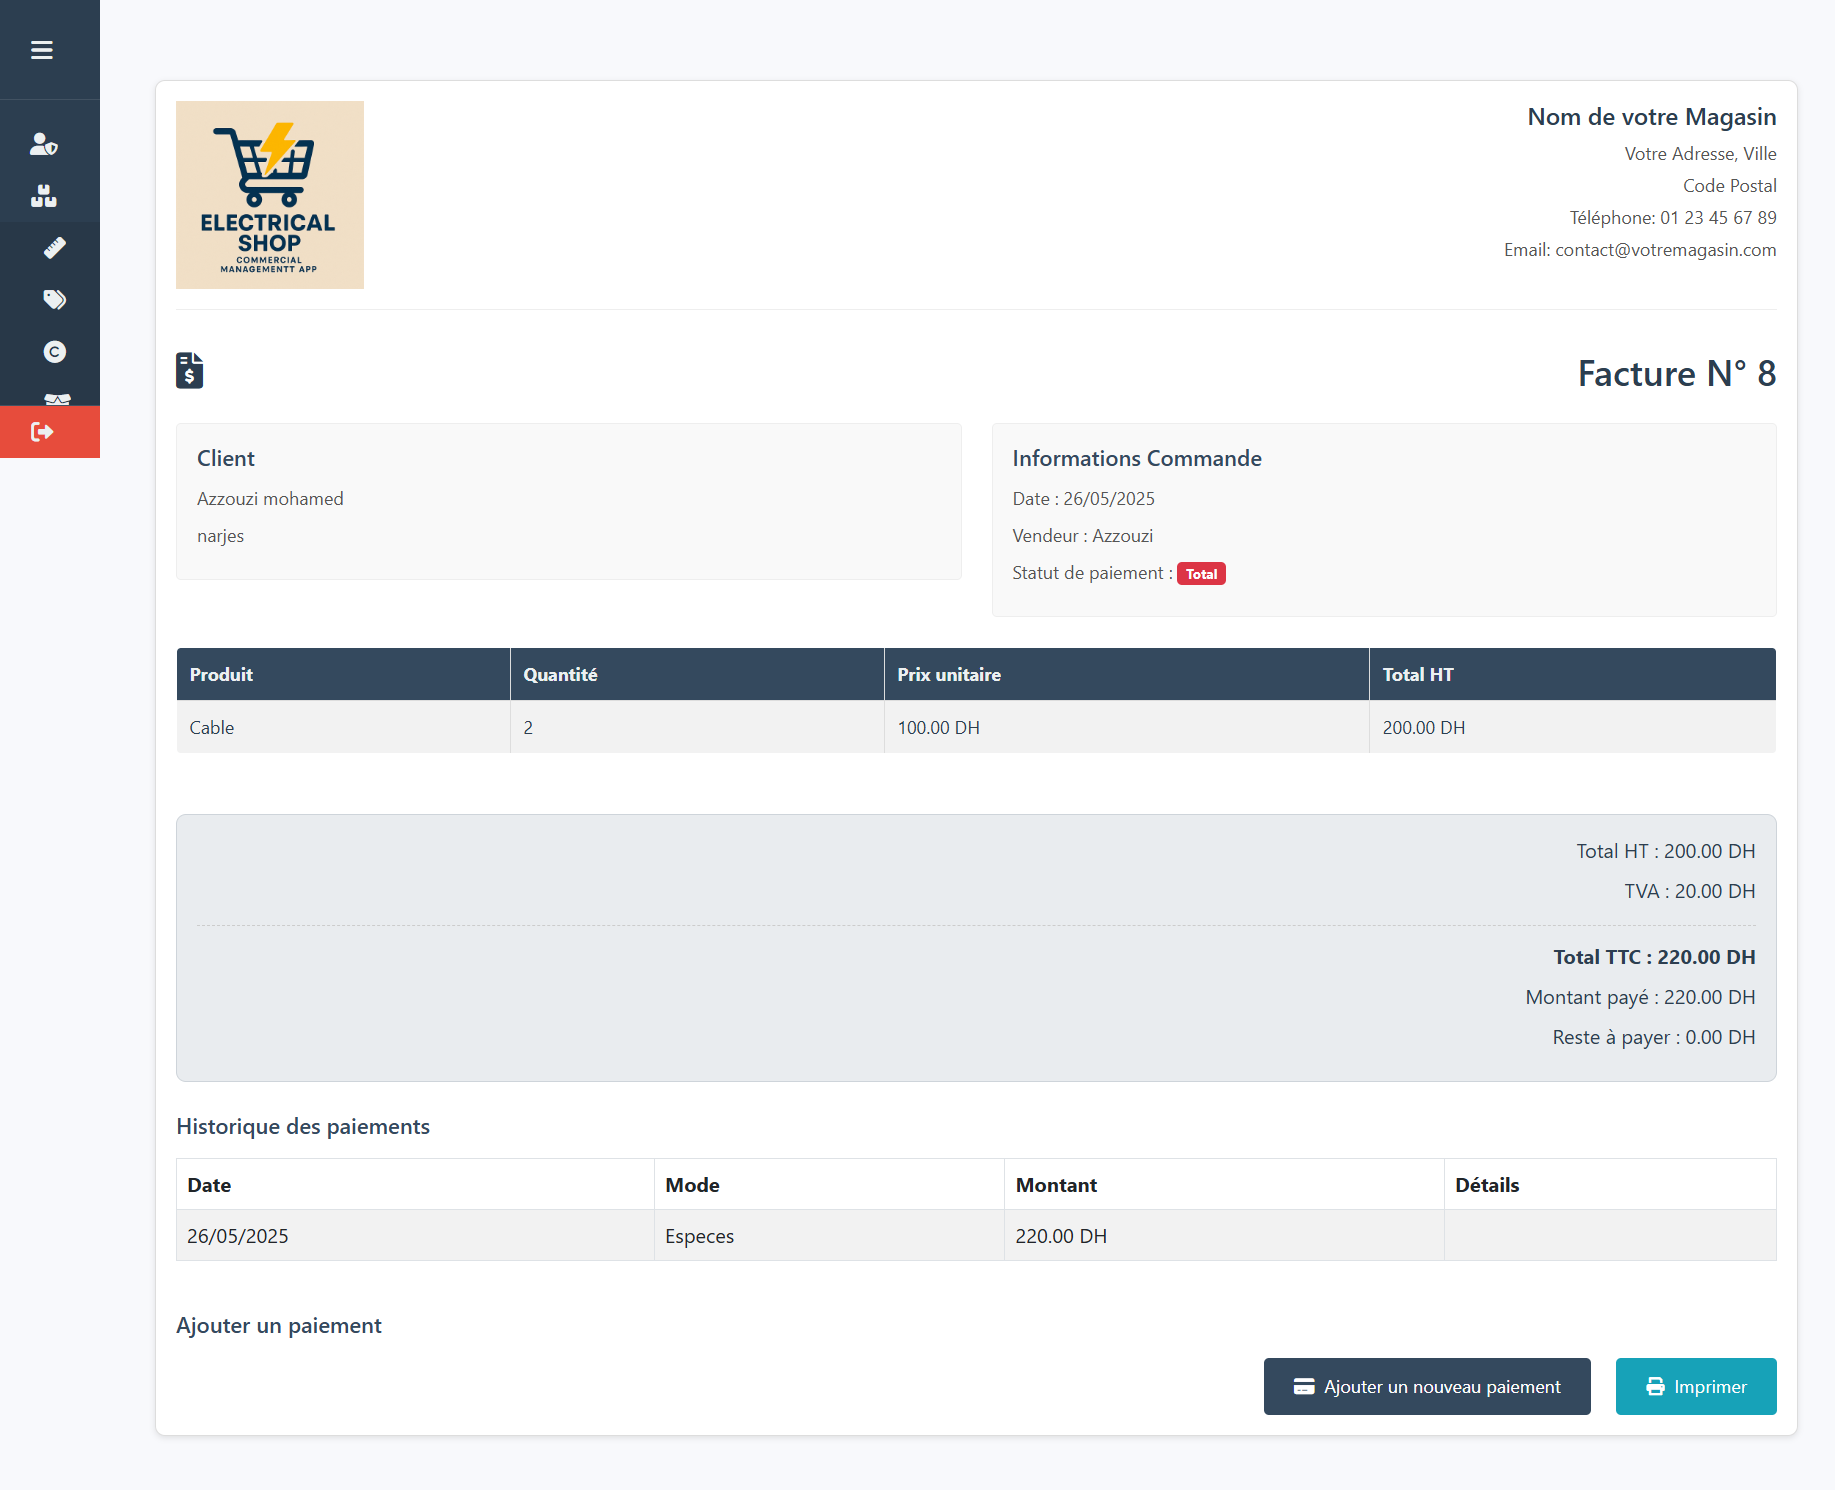 ELECTRICAL
SHOP
COMMERCIAL
MANAGEMENTT APP
Nom de votre Magasin
Votre Adresse, Ville
Code Postal
Téléphone: 01 23 45 67 89
Email: contact@votremagasin.com
Facture N° 8
Client
Azzouzi mohamed
narjes
Informations Commande
Date : 26/05/2025
Vendeur : Azzouzi
Statut de paiement : Total
Produit Quantité Prix unitaire Total HT
Cable 2 100.00 DH 200.00 DH
Total HT : 200.00 DH
TVA : 20.00 DH
Total TTC : 220.00 DH
Montant payé : 220.00 DH
Reste à payer : 0.00 DH
Historique des paiements
Date Mode Montant Détails
26/05/2025 Especes 220.00 DH
Ajouter un paiement
Ajouter un nouveau paiement Imprimer